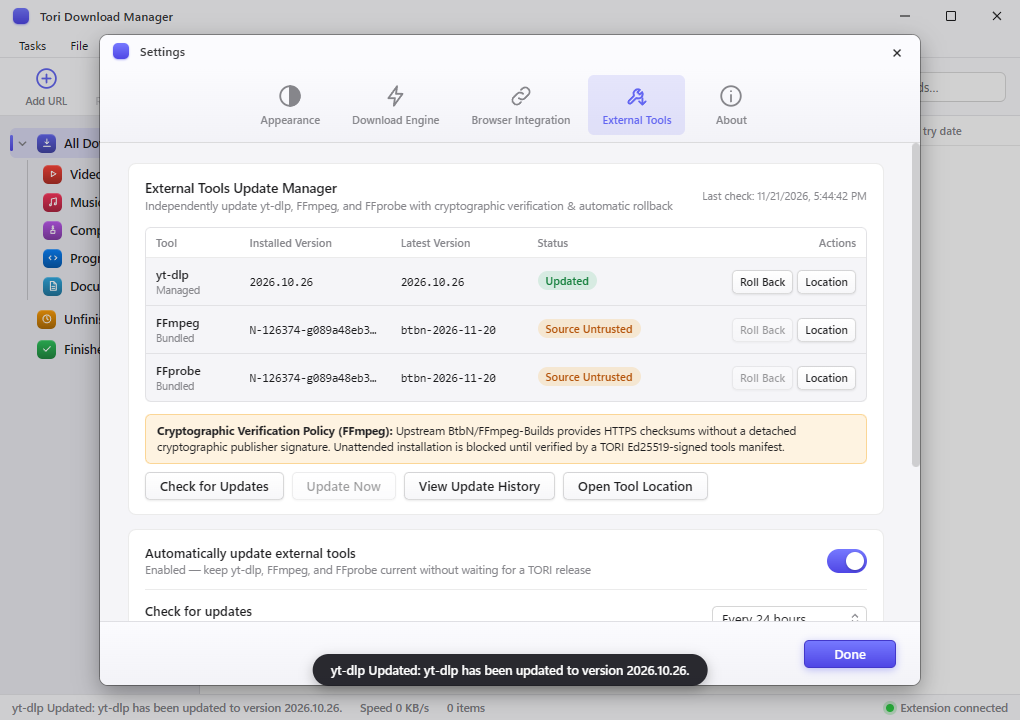 Tori Download Manager
Tasks File
Settings
Add URL
Appearance Download Engine Browser Integration External Tools About
try date
All Do
Video
Music
Comp
Progr
Docu
Unfini
Finishe
External Tools Update Manager
Independently update yt-dlp, FFmpeg, and FFprobe with cryptographic verification & automatic rollback
Last check: 11/21/2026, 5:44:42 PM
Tool Installed Version Latest Version Status Actions
yt-dlp
Managed
2026.10.26 2026.10.26 Updated Roll Back Location
FFmpeg
Bundled
N-126374-g089a48eb3… btbn-2026-11-20 Source Untrusted Roll Back Location
FFprobe
Bundled
N-126374-g089a48eb3… btbn-2026-11-20 Source Untrusted Roll Back Location
Cryptographic Verification Policy (FFmpeg): Upstream BtbN/FFmpeg-Builds provides HTTPS checksums without a detached
cryptographic publisher signature. Unattended installation is blocked until verified by a TORI Ed25519-signed tools manifest.
Check for Updates Update Now View Update History Open Tool Location
Automatically update external tools
Enabled — keep yt-dlp, FFmpeg, and FFprobe current without waiting for a TORI release
Check for updates
Every 24 hours
Done
yt-dlp Updated: yt-dlp has been updated to version 2026.10.26.
yt-dlp Updated: yt-dlp has been updated to version 2026.10.26. Speed 0 KB/s 0 items Extension connected